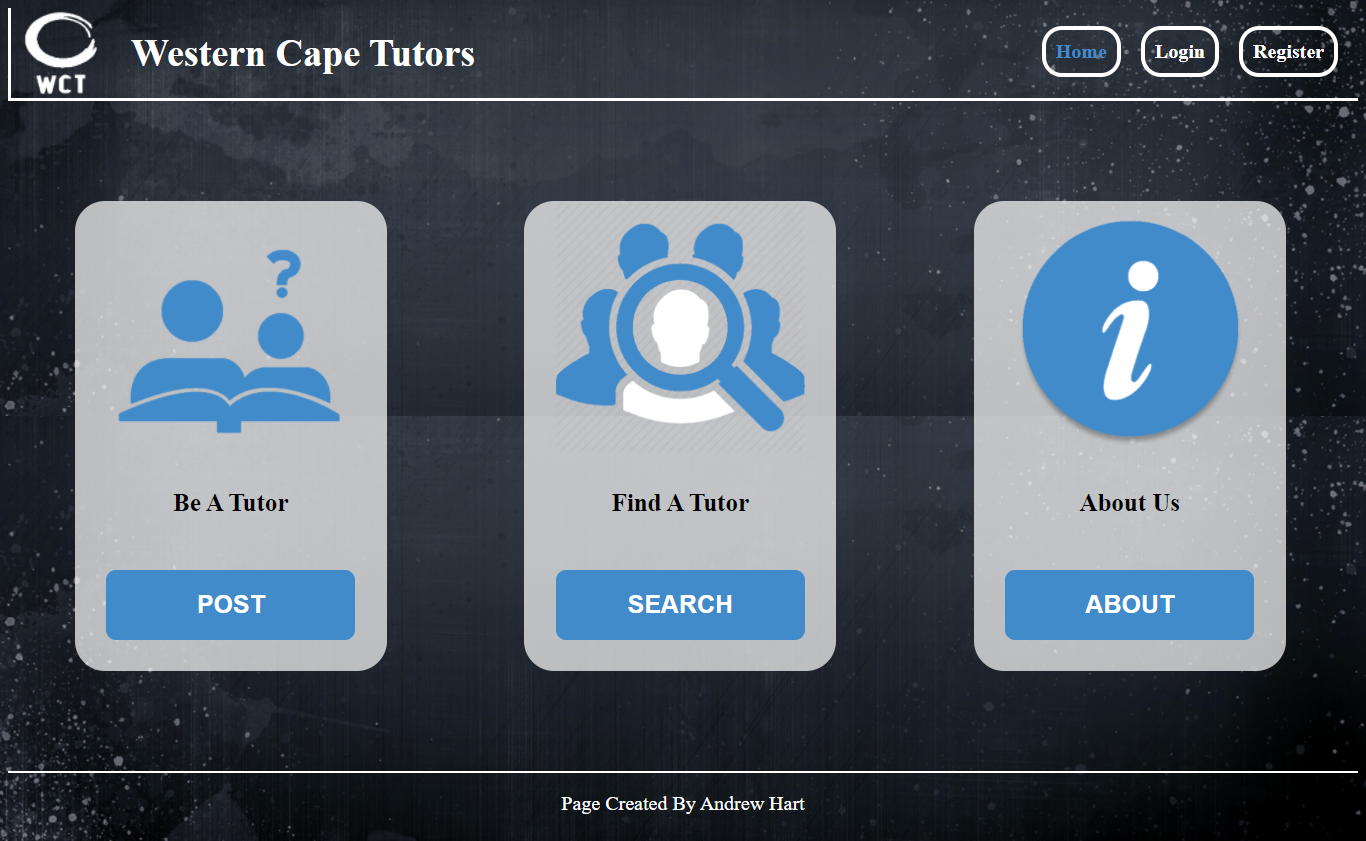 WCT
Western Cape Tutors
Home
Login
Register
?
i
Be A Tutor
Find A Tutor
About Us
POST
SEARCH
ABOUT
Page Created By Andrew Hart